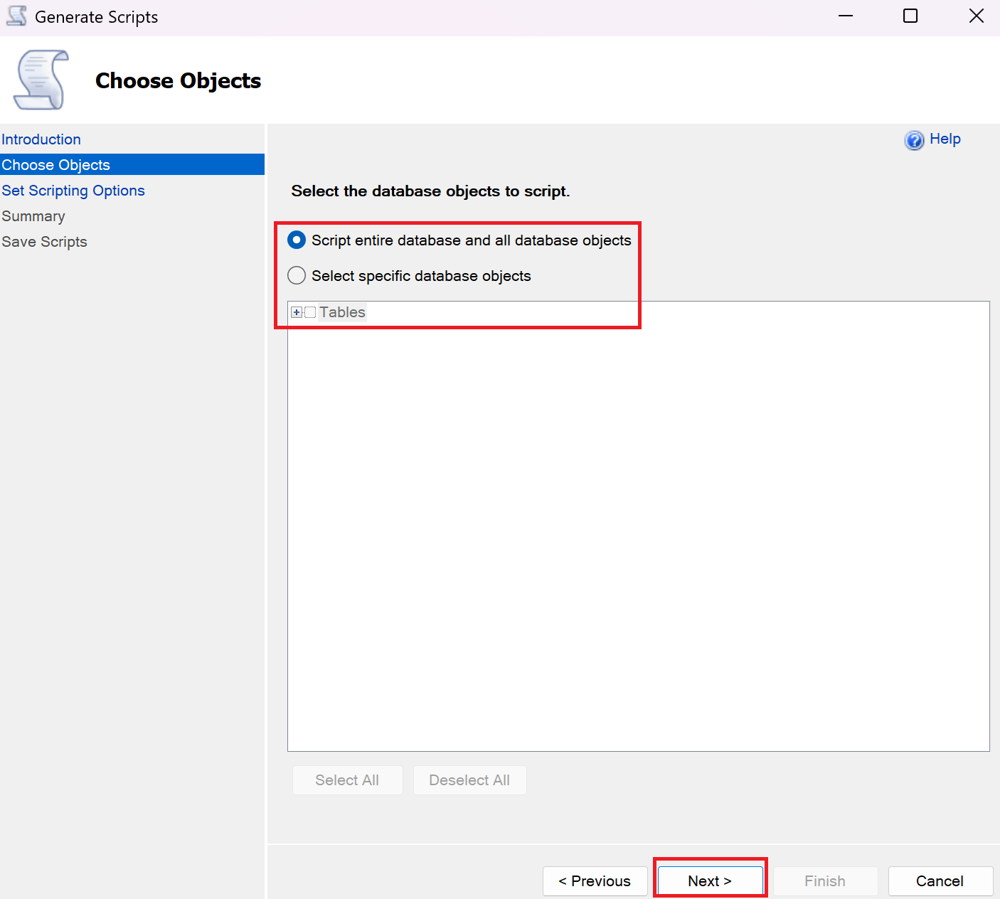 Generate Scripts
Choose Objects
Introduction
Choose Objects
Set Scripting Options
Summary
Save Scripts
Help
Select the database objects to script.
Script entire database and all database objects
Select specific database objects
Tables
Select All
Deselect All
< Previous
Next >
Finish
Cancel